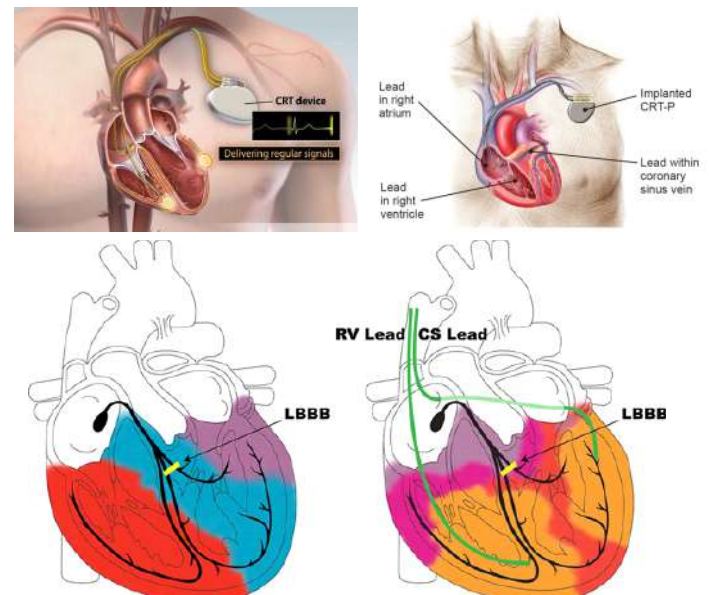 CRT device
Delivering regular signals
Lead
in right
atrium
Implanted
CRT-P
Lead within
coronary
sinus vein
Lead
in right
ventricle
LBBB
RV Lead CS Lead
LBBB